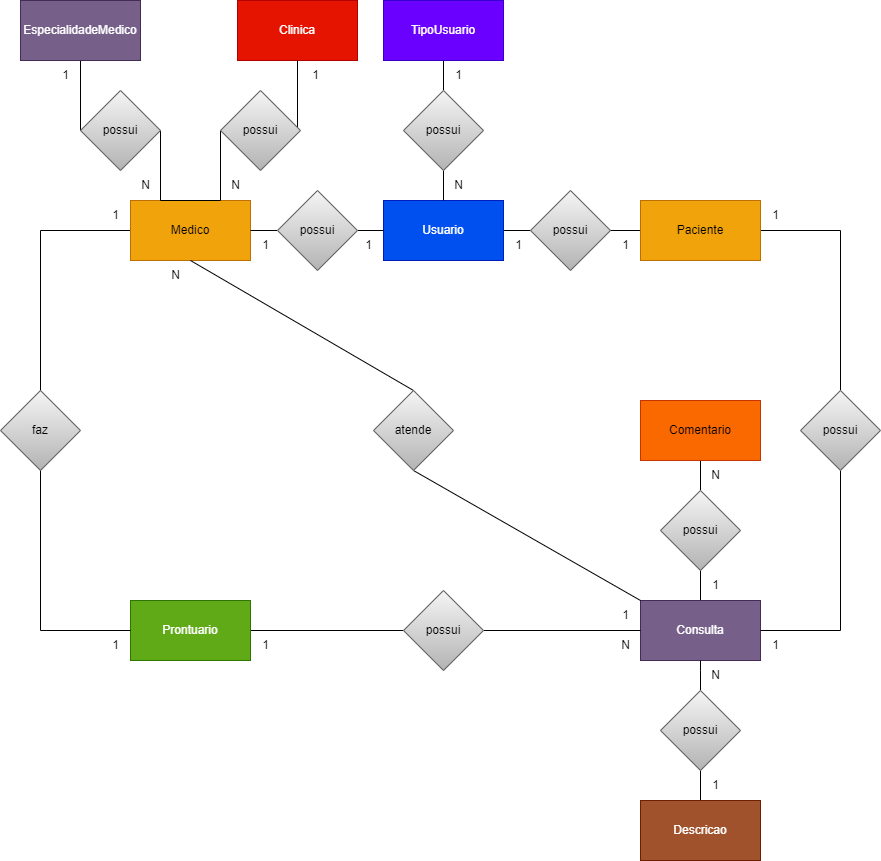 EspecialidadeMedico
Clinica
TipoUsuario
1
1
1
possui
possui
possui
N
N
N
1
1
Medico
possui
Usuario
possui
Paciente
1
1
1
1
N
faz
atende
Comentario
possui
N
possui
1
1
Prontuario
possui
Consulta
1
1
N
1
N
possui
1
Descricao